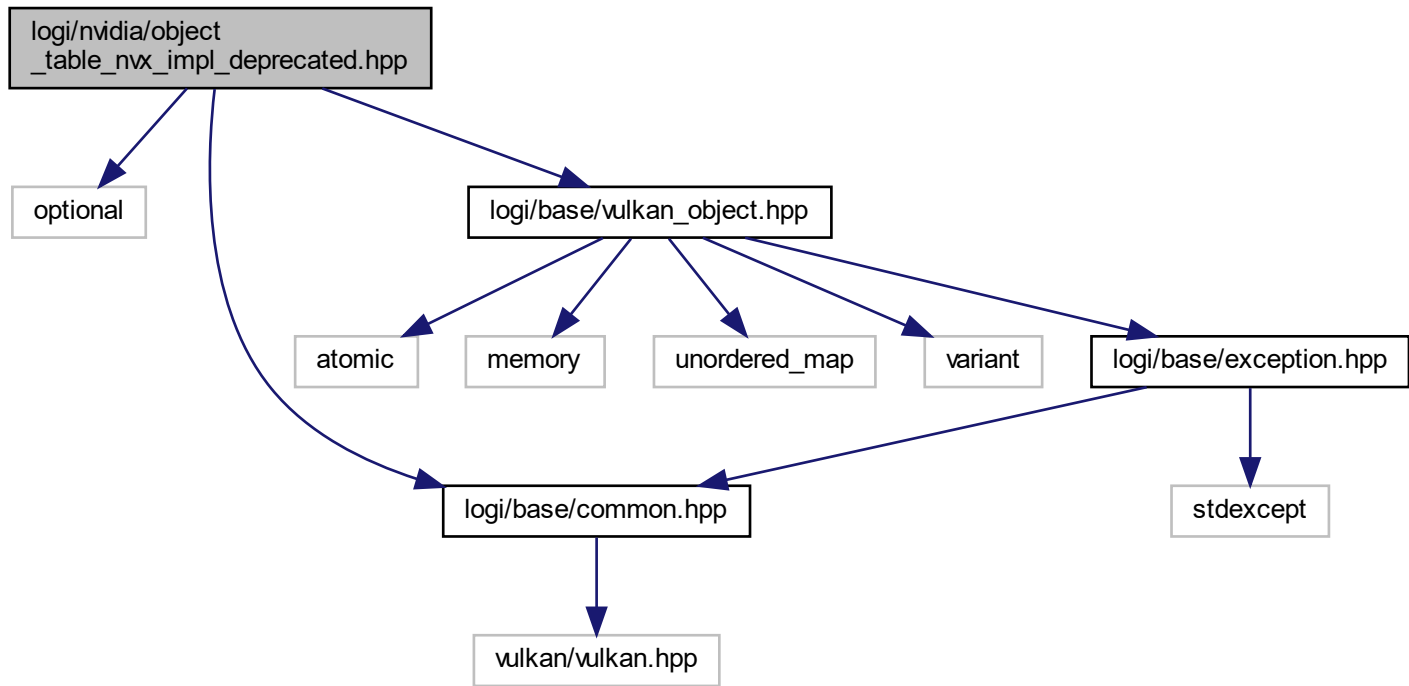 logi/nvidia/object
_table_nvx_impl_deprecated.hpp
optional
logi/base/vulkan_object.hpp
atomic
memory
unordered_map
variant
logi/base/exception.hpp
logi/base/common.hpp
stdexcept
vulkan/vulkan.hpp